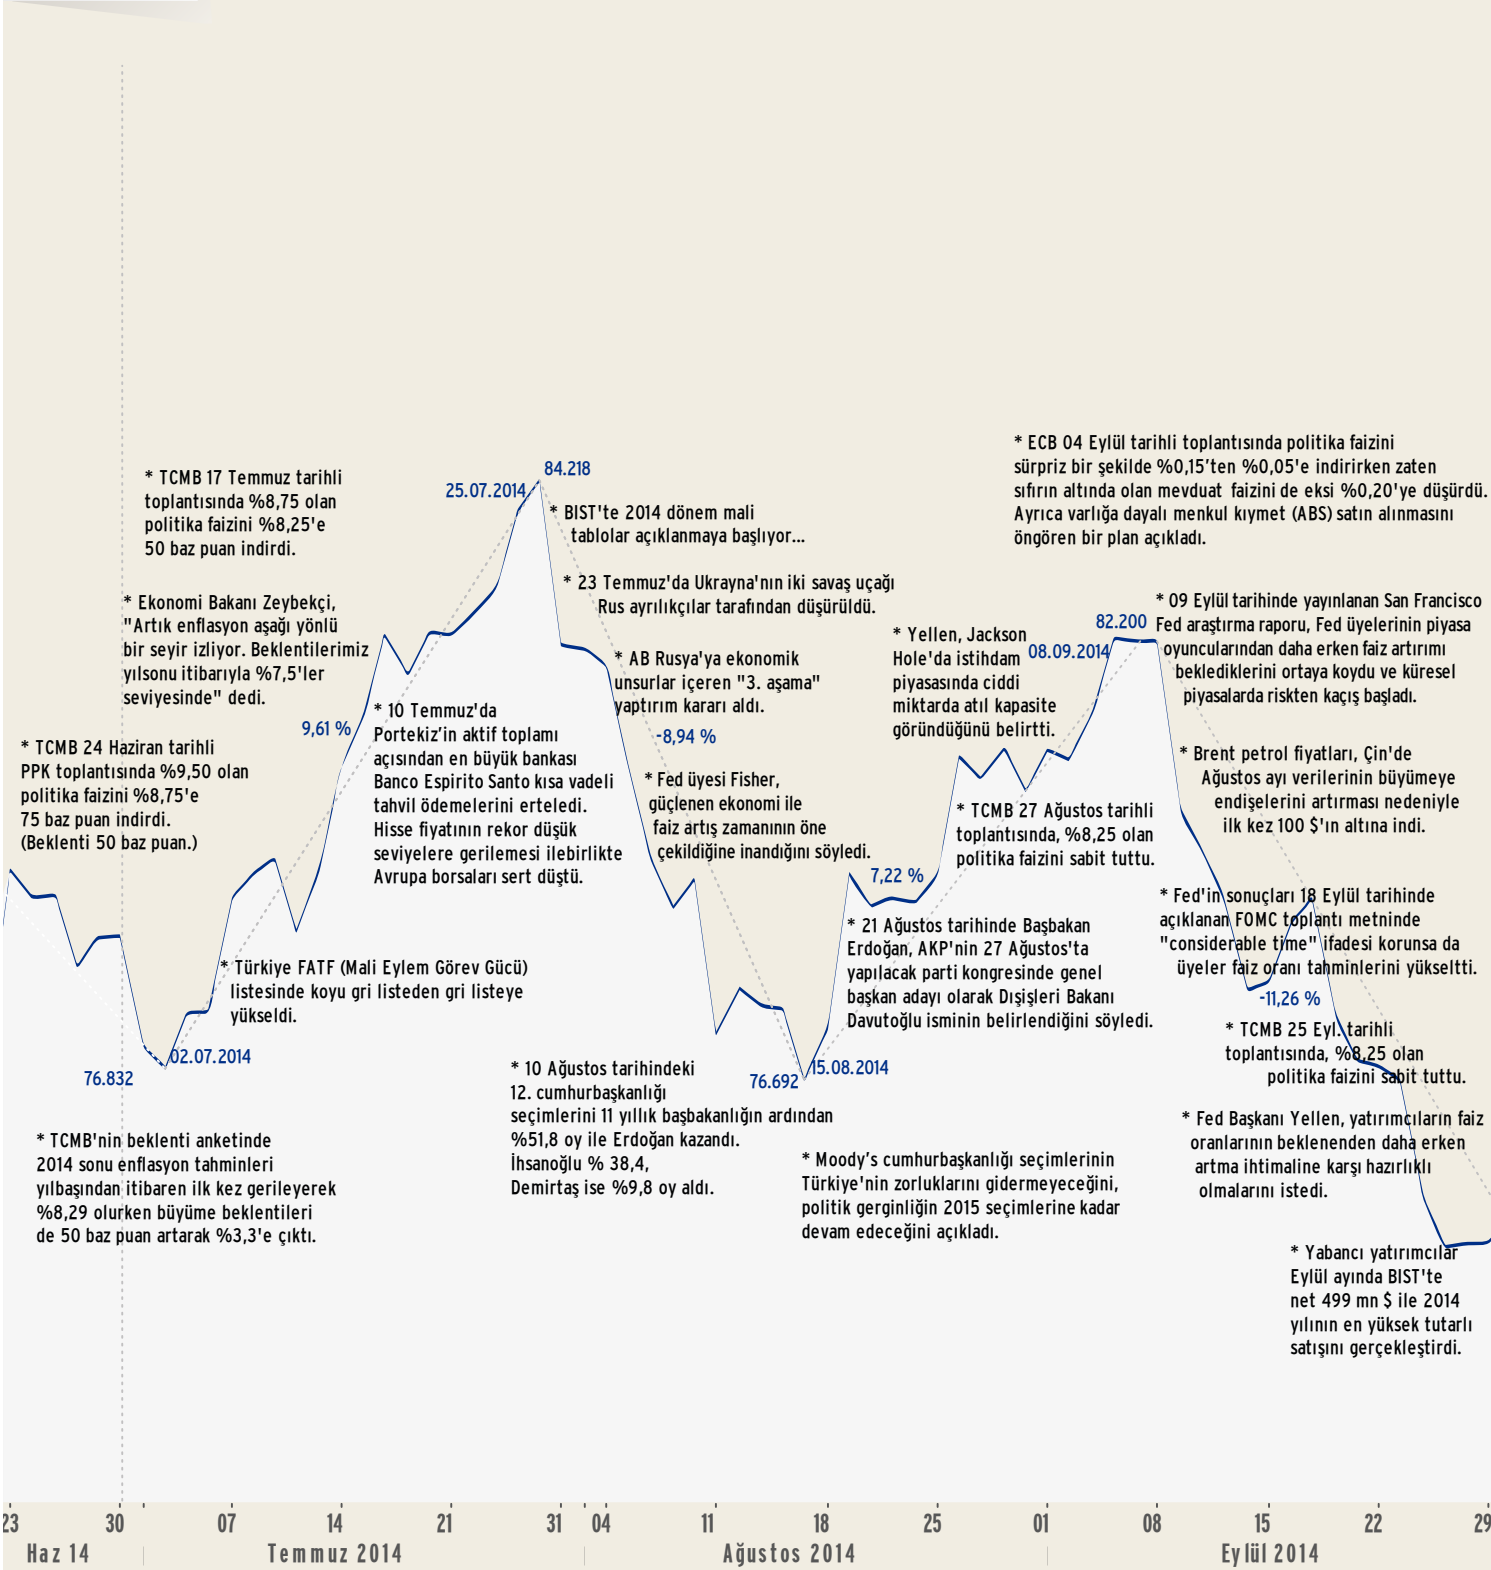 * TCMB 17 Temmuz tarihli
toplantısında %8,75 olan
politika faizini %8,25'e
50 baz puan indirdi.
* Ekonomi Bakanı Zeybekçi,
"Artık enflasyon aşağı yönlü
bir seyir izliyor. Beklentilerimiz
yılsonu itibarıyla %7,5'ler
seviyesinde" dedi.
* TCMB 24 Haziran tarihli
PPK toplantısında %9,50 olan
politika faizini %8,75'e
75 baz puan indirdi.
(Beklenti 50 baz puan.)
9,61 %
* 10 Temmuz'da
Portekiz’in aktif toplamı
açısından en büyük bankası
Banco Espirito Santo kısa vadeli
tahvil ödemelerini erteledi.
Hisse fiyatının rekor düşük
seviyelere gerilemesi ilebirlikte
Avrupa borsaları sert düştü.
* Türkiye FATF (Mali Eylem Görev Gücü)
listesinde koyu gri listeden gri listeye
yükseldi.
02.07.2014
76.832
* TCMB'nin beklenti anketinde
2014 sonu enflasyon tahminleri
yılbaşından itibaren ilk kez gerileyerek
%8,29 olurken büyüme beklentileri
de 50 baz puan artarak %3,3'e çıktı.
84.218
25.07.2014
* BIST'te 2014 dönem mali
tablolar açıklanmaya başlıyor...
* 23 Temmuz'da Ukrayna'nın iki savaş uçağı
Rus ayrılıkçılar tarafından düşürüldü.
* AB Rusya'ya ekonomik
unsurlar içeren "3. aşama"
yaptırım kararı aldı.
-8,94 %
* Fed üyesi Fisher,
güçlenen ekonomi ile
faiz artış zamanının öne
çekildiğine inandığını söyledi.
* 10 Ağustos tarihindeki
12. cumhurbaşkanlığı
seçimlerini 11 yıllık başbakanlığın ardından
%51,8 oy ile Erdoğan kazandı.
İhsanoğlu % 38,4,
Demirtaş ise %9,8 oy aldı.
76.692
15.08.2014
* Moody’s cumhurbaşkanlığı seçimlerinin
Türkiye'nin zorluklarını gidermeyeceğini,
politik gerginliğin 2015 seçimlerine kadar
devam edeceğini açıkladı.
7,22 %
* 21 Ağustos tarihinde Başbakan
Erdoğan, AKP'nin 27 Ağustos'ta
yapılacak parti kongresinde genel
başkan adayı olarak Dışişleri Bakanı
Davutoğlu isminin belirlendiğini söyledi.
* Yellen, Jackson
Hole'da istihdam
piyasasında ciddi
miktarda atıl kapasite
göründüğünü belirtti.
* TCMB 27 Ağustos tarihli
toplantısında, %8,25 olan
politika faizini sabit tuttu.
* ECB 04 Eylül tarihli toplantısında politika faizini
sürpriz bir şekilde %0,15’ten %0,05'e indirirken zaten
sıfırın altında olan mevduat faizini de eksi %0,20'ye düşürdü.
Ayrıca varlığa dayalı menkul kıymet (ABS) satın alınmasını
öngören bir plan açıkladı.
82.200
08.09.2014
* 09 Eylül tarihinde yayınlanan San Francisco
Fed araştırma raporu, Fed üyelerinin piyasa
oyuncularından daha erken faiz artırımı
beklediklerini ortaya koydu ve küresel
piyasalarda riskten kaçış başladı.
* Brent petrol fiyatları, Çin'de
Ağustos ayı verilerinin büyümeye
endişelerini artırması nedeniyle
ilk kez 100 $'ın altına indi.
* Fed'in sonuçları 18 Eylül tarihinde
açıklanan FOMC toplantı metninde
"considerable time" ifadesi korunsa da
üyeler faiz oranı tahminlerini yükseltti.
-11,26 %
* TCMB 25 Eyl. tarihli
toplantısında, %8,25 olan
politika faizini sabit tuttu.
* Fed Başkanı Yellen, yatırımcıların faiz
oranlarının beklenenden daha erken
artma ihtimaline karşı hazırlıklı
olmalarını istedi.
* Yabancı yatırımcılar
Eylül ayında BIST'te
net 499 mn $ ile 2014
yılının en yüksek tutarlı
satışını gerçekleştirdi.
23 30 07 14 21 31 04 11 18 25 01 08 15 22 29
Haz 14 Temmuz 2014 Ağustos 2014 Eylül 2014